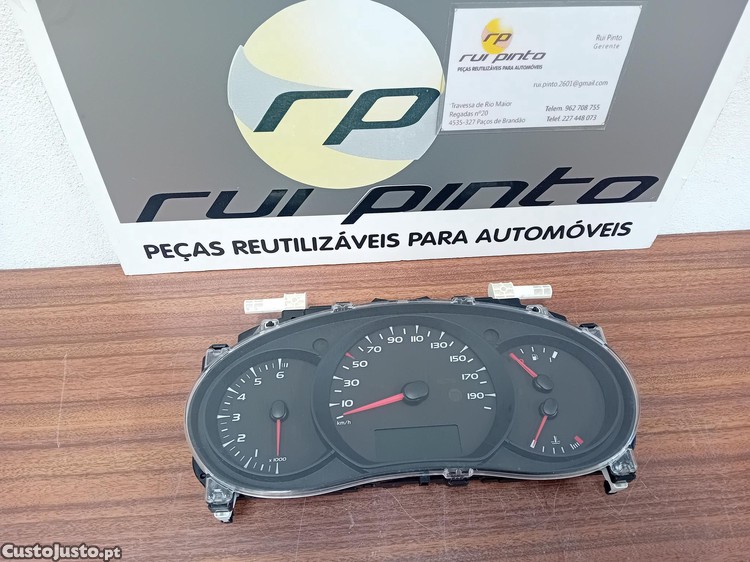 rp
rui pinto
PEÇAS REUTILIZÁVEIS PARA AUTOMÓVEIS
rp
rui pinto
PEÇAS REUTILIZÁVEIS PARA AUTOMÓVEIS
Rui Pinto
Gerente
rui.pinto.2601@gmail.com
Travessa de Rio Maior
Regadas nº20
4535-327 Paços de Brandão
Telem. 962 708 755
Telef. 227 448 073
1
2
3
4
5
6
x 1000
10
30
50
70
90
110
130
150
170
190
km/h
CustoJusto.pt